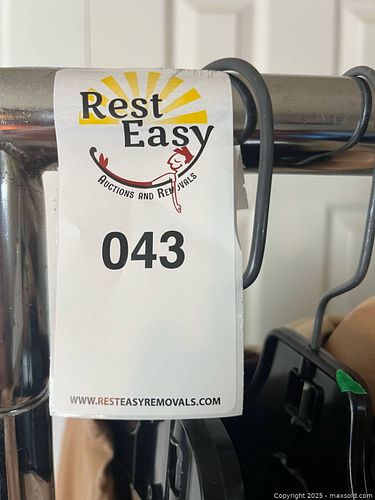 Rest
Easy
AUCTIONS AND REMOVALS
043
WWW.RESTEASYREMOVALS.COM
Copyright 2025 - maxsold.com